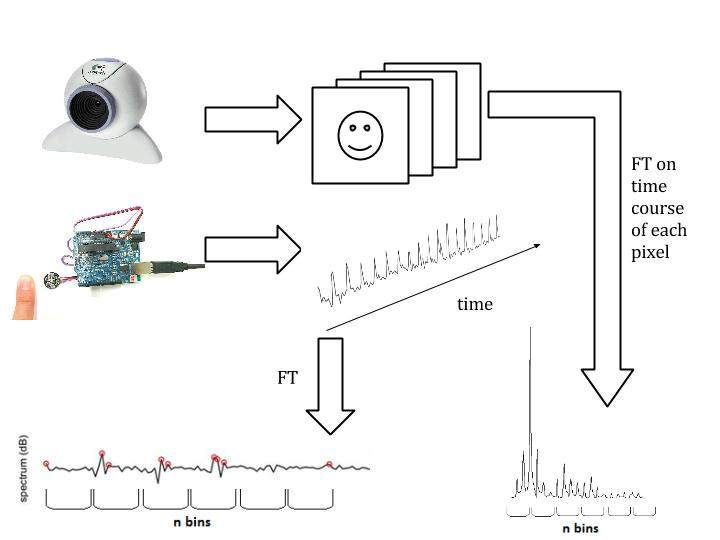 FT on
time
course
of each
pixel
time
FT
spectrum (dB)
n bins
n bins